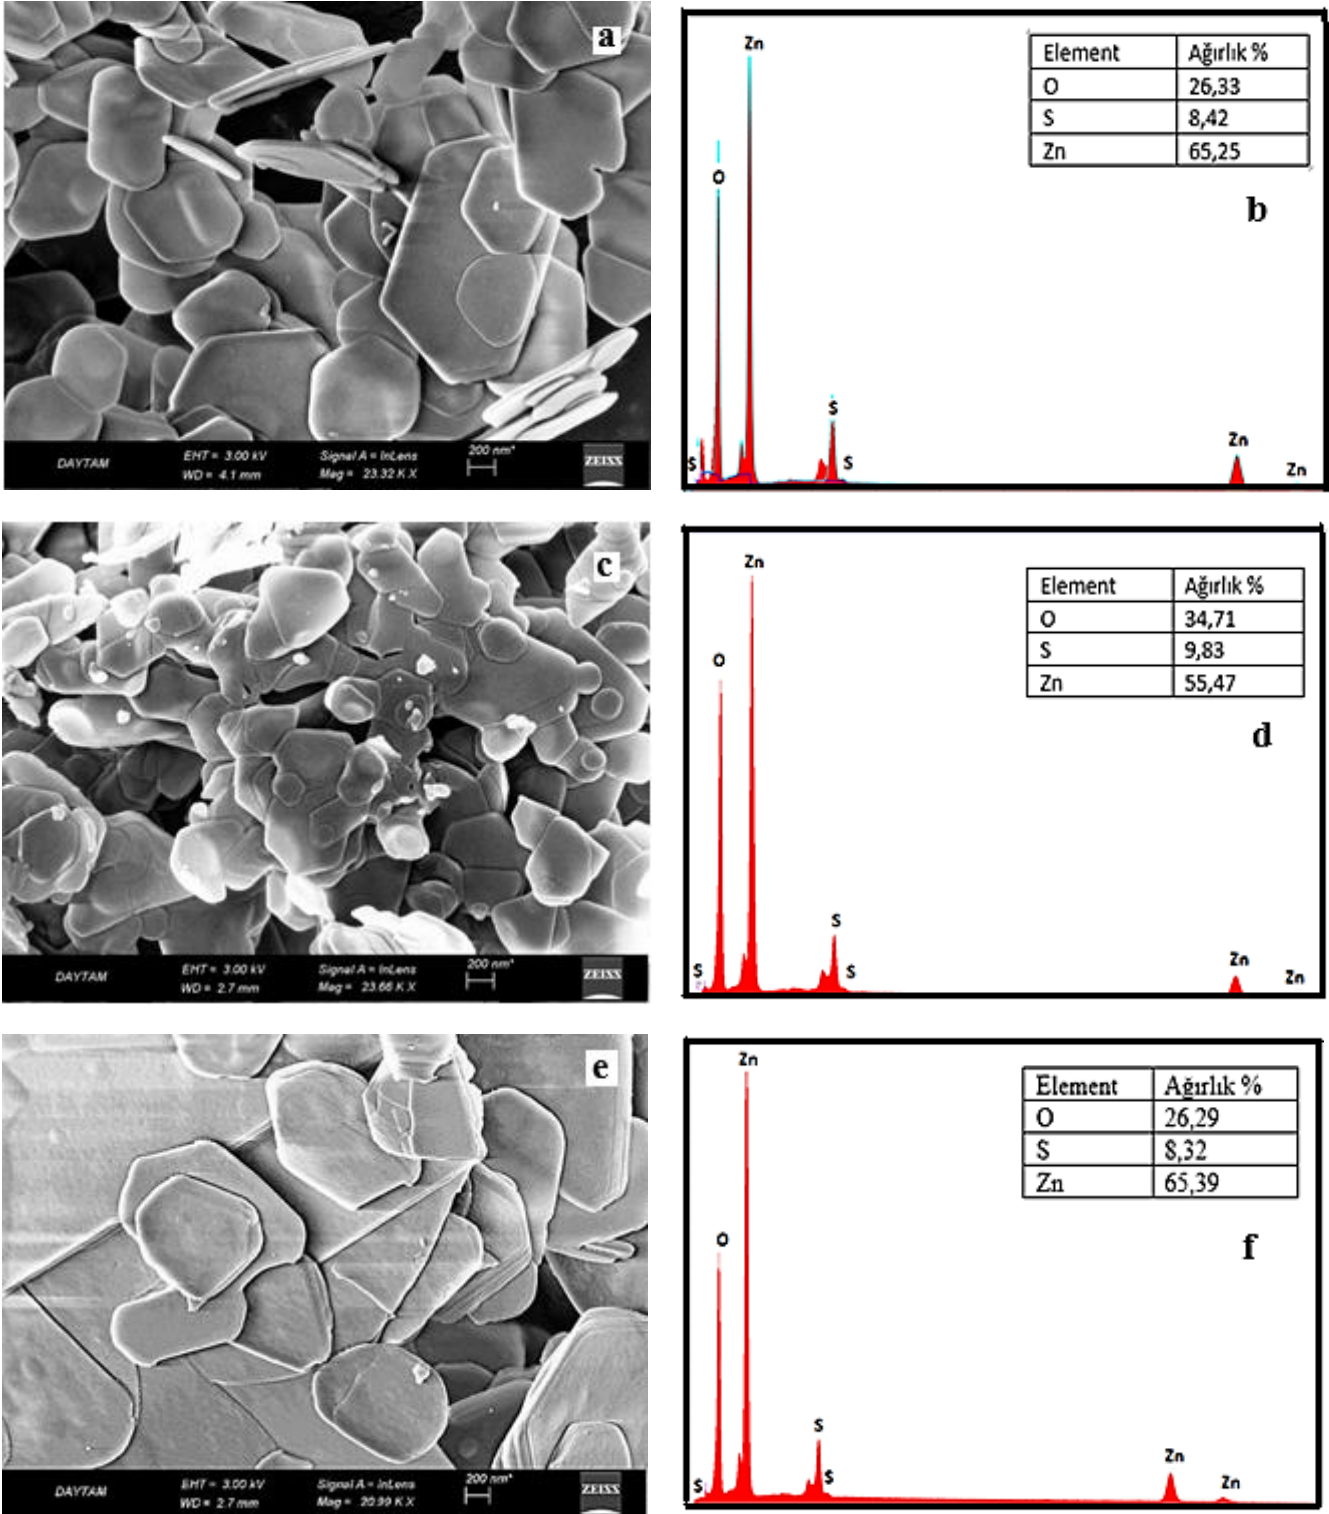 a
DAYTAM
EHT = 3.00 kV
WD = 4.1 mm
Signal A = InLens
Mag = 23.32 K X
200 nm*
ZEISS
Zn
O
S
S
S
Zn
Zn
Element Ağırlık %
O 26,33
S 8,42
Zn 65,25
b
c
DAYTAM
EHT = 3.00 kV
WD = 2.7 mm
Signal A = InLens
Mag = 23.66 K X
200 nm*
ZEISS
Zn
O
S
S
S
Zn
Zn
Element Ağırlık %
O 34,71
S 9,83
Zn 55,47
d
e
DAYTAM
EHT = 3.00 kV
WD = 2.7 mm
Signal A = InLens
Mag = 20.99 K X
200 nm*
ZEISS
Zn
O
S
S
S
Zn
Zn
Element Ağırlık %
O 26,29
S 8,32
Zn 65,39
f